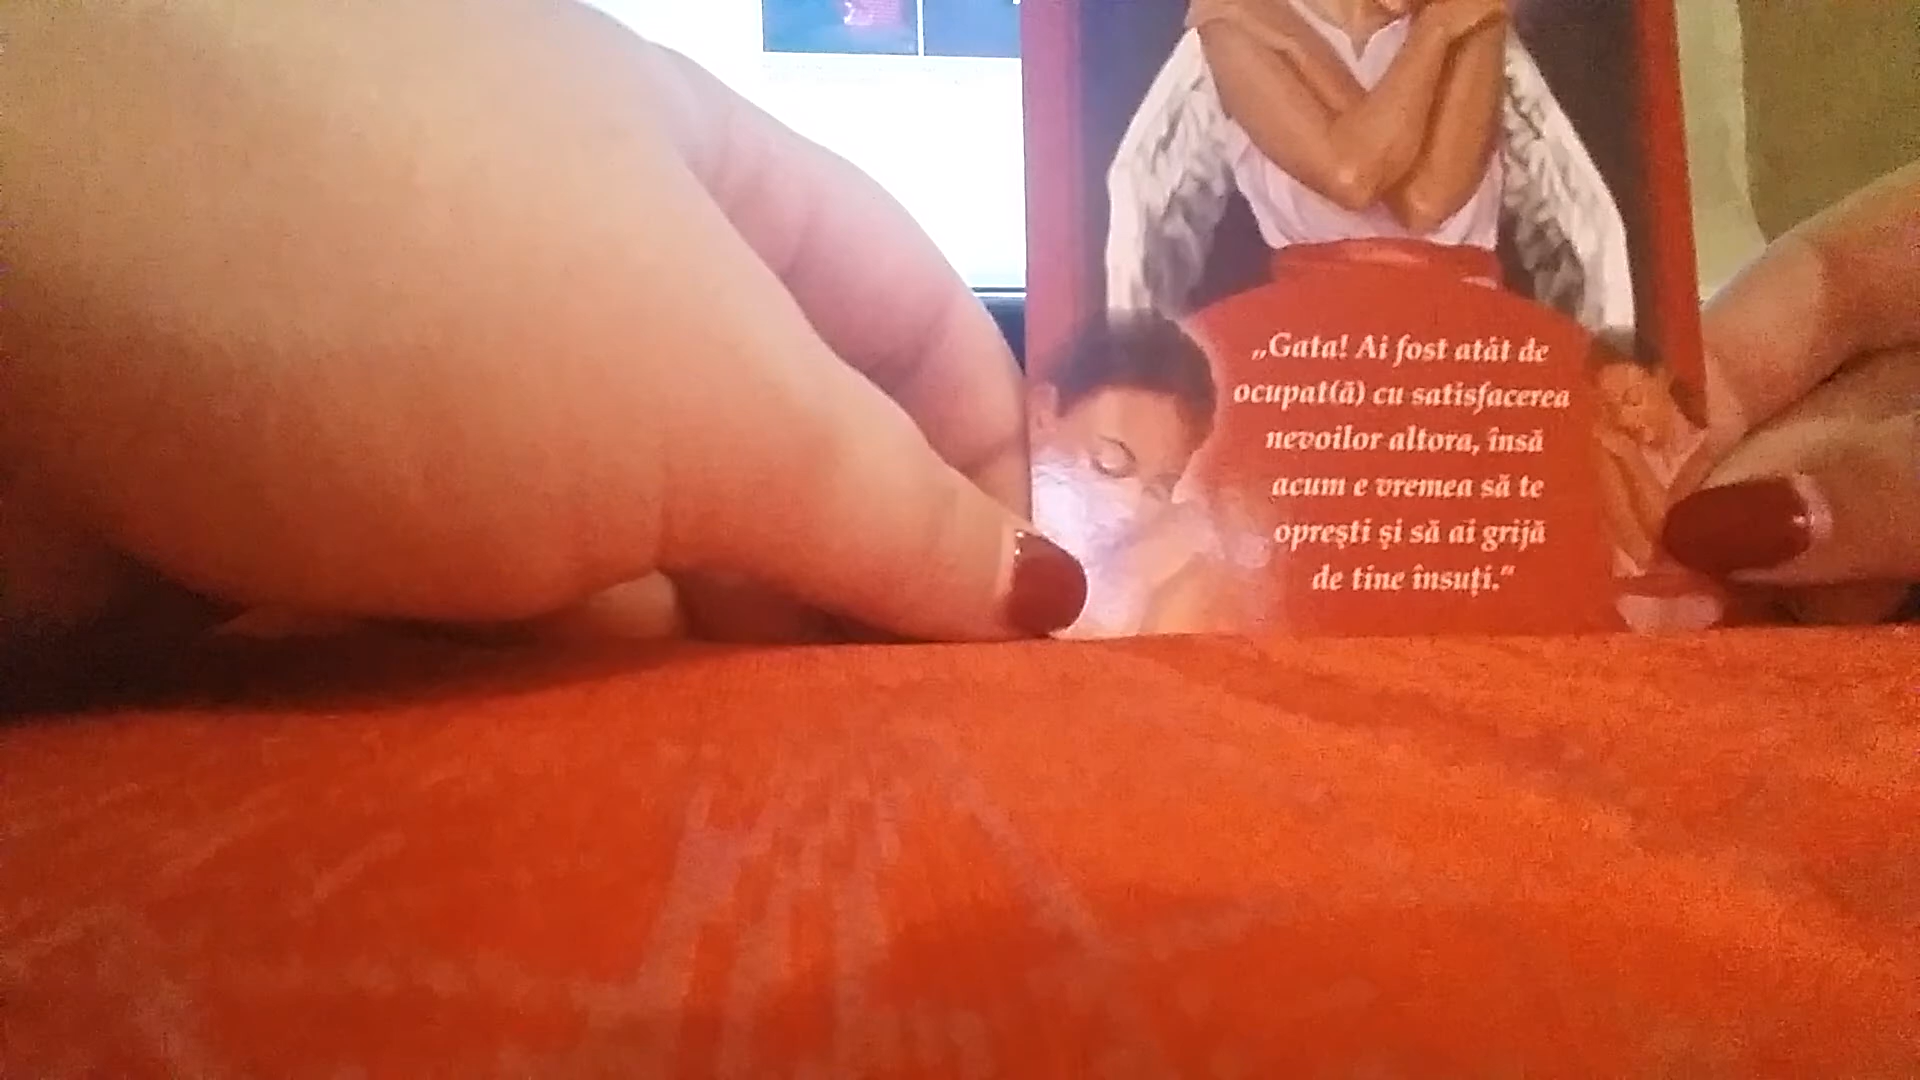 „Gata! Ai fost atât de
ocupat(ă) cu satisfacerea
nevoilor altora, însă
acum e vremea să te
oprești și să ai grijă
de tine însuți.”